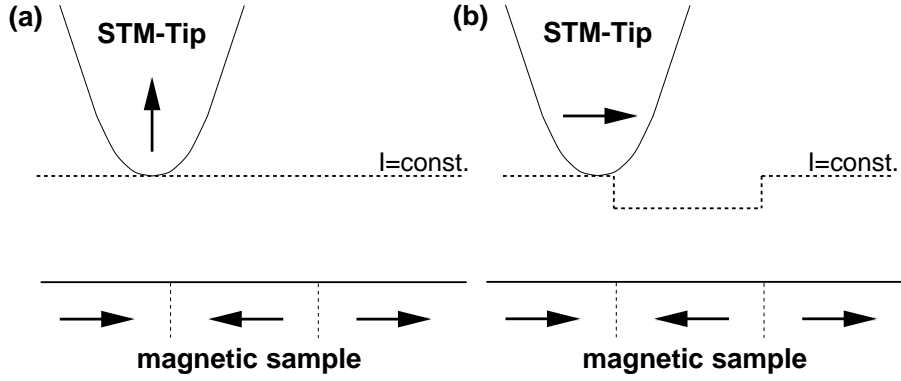 (a)
STM-Tip
I=const.
magnetic sample
(b)
STM-Tip
I=const.
magnetic sample